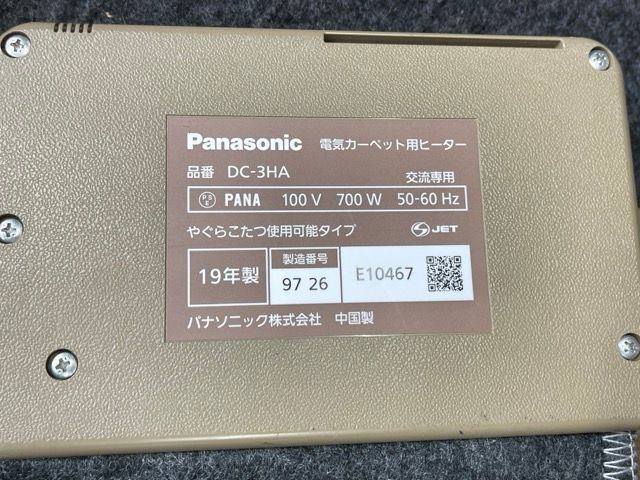 Panasonic 電気カーペット用ヒーター
品番 DC-3HA 交流専用
PSE PANA 100 V 700 W 50-60 Hz
やぐらこたつ使用可能タイプ S JET
19年製 製造番号 97 26 E10467
パナソニック株式会社 中国製